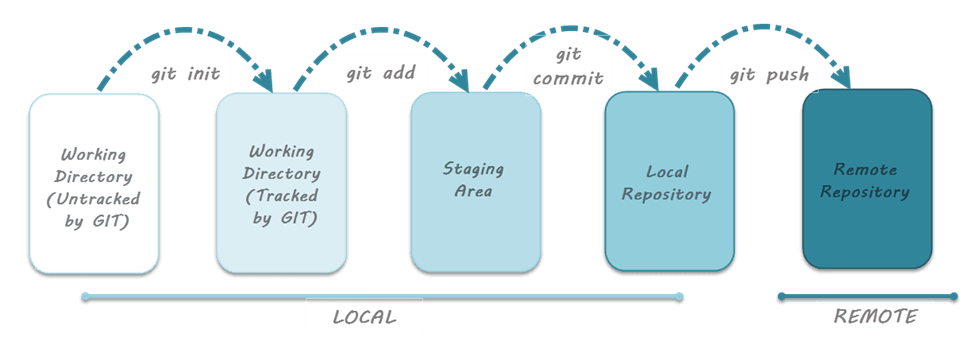 git init
git add
git
commit
git push
Working
Directory
(Untracked
by GIT)
Working
Directory
(Tracked
by GIT)
Staging
Area
Local
Repository
Remote
Repository
LOCAL
REMOTE